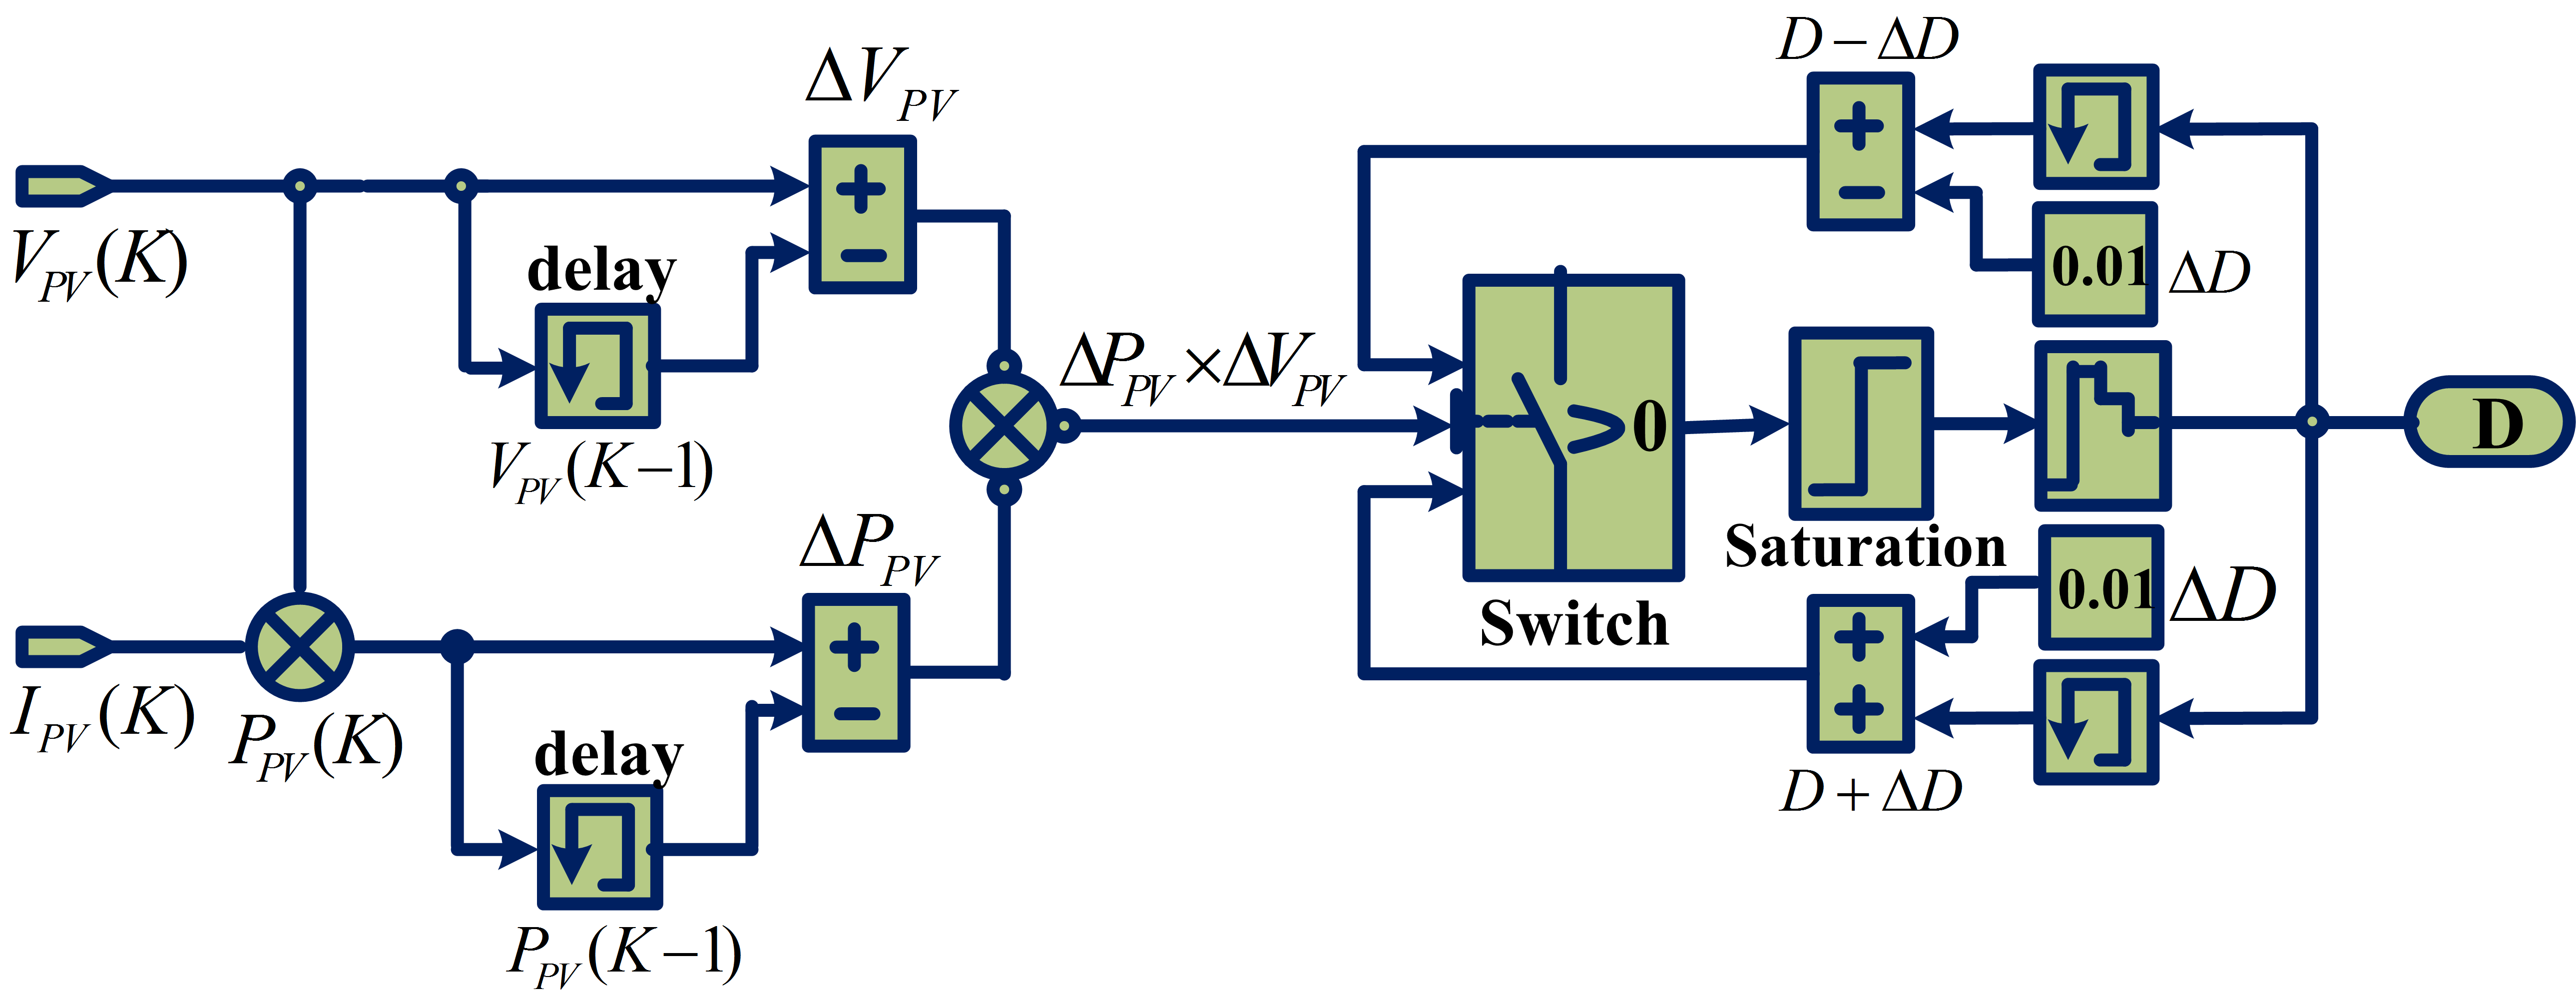 D − ΔD
ΔV_PV
V_PV(K)
delay
0.01
ΔD
+
−
+
−
ΔP_PV × ΔV_PV
> 0
D
V_PV(K−1)
ΔP_PV
Saturation
0.01
ΔD
Switch
+
−
+
+
I_PV(K)
P_PV(K)
delay
D + ΔD
P_PV(K−1)